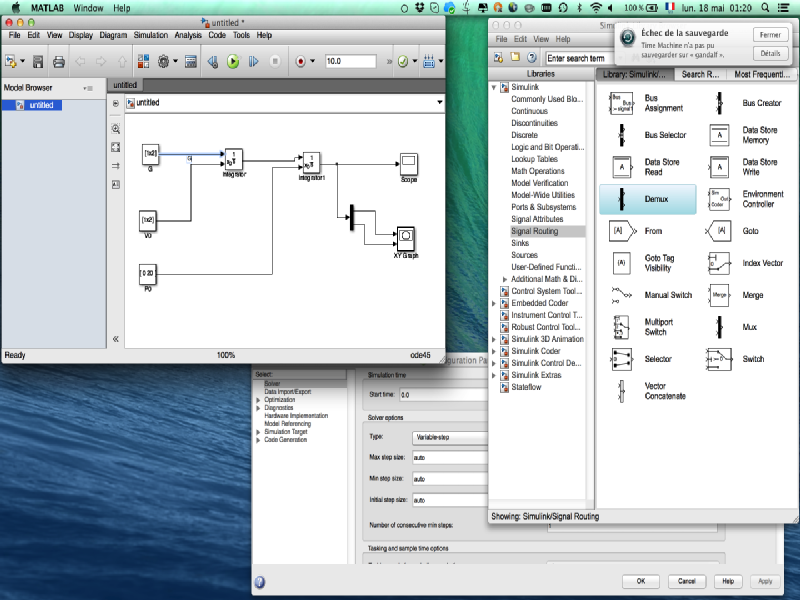 MATLAB Window Help
100 % lun. 18 mai 01:20
untitled *
File Edit View Display Diagram Simulation Analysis Code Tools Help
10.0
Model Browser
untitled
untitled
untitled
[1x2]
G
1
Integrator
1
Integrator1
Scope
[1x2]
V0
XY Graph
[0 20]
P0
Ready 100% ode45
File Edit View Help
Enter search term
Échec de la sauvegarde
Time Machine n'a pas pu
sauvegarder sur « gandalf ».
Fermer
Détails
Libraries
Library: Simulink/... Search R... Most Frequenti...
Simulink
Commonly Used Blo...
Continuous
Discontinuities
Discrete
Logic and Bit Operati...
Lookup Tables
Math Operations
Model Verification
Model-Wide Utilities
Ports & Subsystems
Signal Attributes
Signal Routing
Sinks
Sources
User-Defined Functi...
Additional Math & Di...
Control System Tool...
Embedded Coder
Instrument Control T...
Robust Control Tool...
Simulink 3D Animation
Simulink Coder
Simulink Control De...
Simulink Extras
Stateflow
Bus
Assignment
Bus Creator
Bus Selector
Data Store
Memory
Data Store
Read
Data Store
Write
Demux
Environment
Controller
From
Goto
Goto Tag
Visibility
Index Vector
Manual Switch
Merge
Multiport
Switch
Mux
Selector
Switch
Vector
Concatenate
Showing: Simulink/Signal Routing
Select:
Solver
Data Import/Export
Optimization
Diagnostics
Hardware Implementation
Model Referencing
Simulation Target
Code Generation
Simulation time
Start time: 0.0
Solver options
Type: Variable-step
Max step size: auto
Min step size: auto
Initial step size: auto
Number of consecutive min steps:
Tasking and sample time options
OK Cancel Help Apply